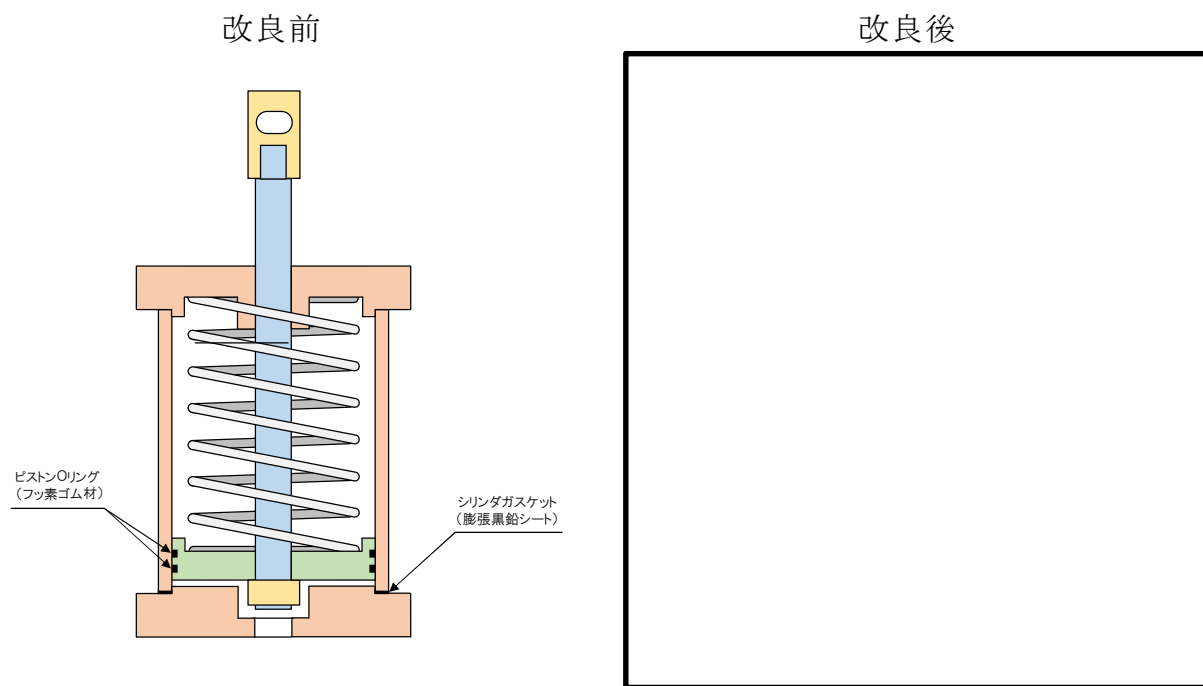 改良前
改良後
ピストンOリング
（フッ素ゴム材）
シリンダガスケット
（膨張黒鉛シート）